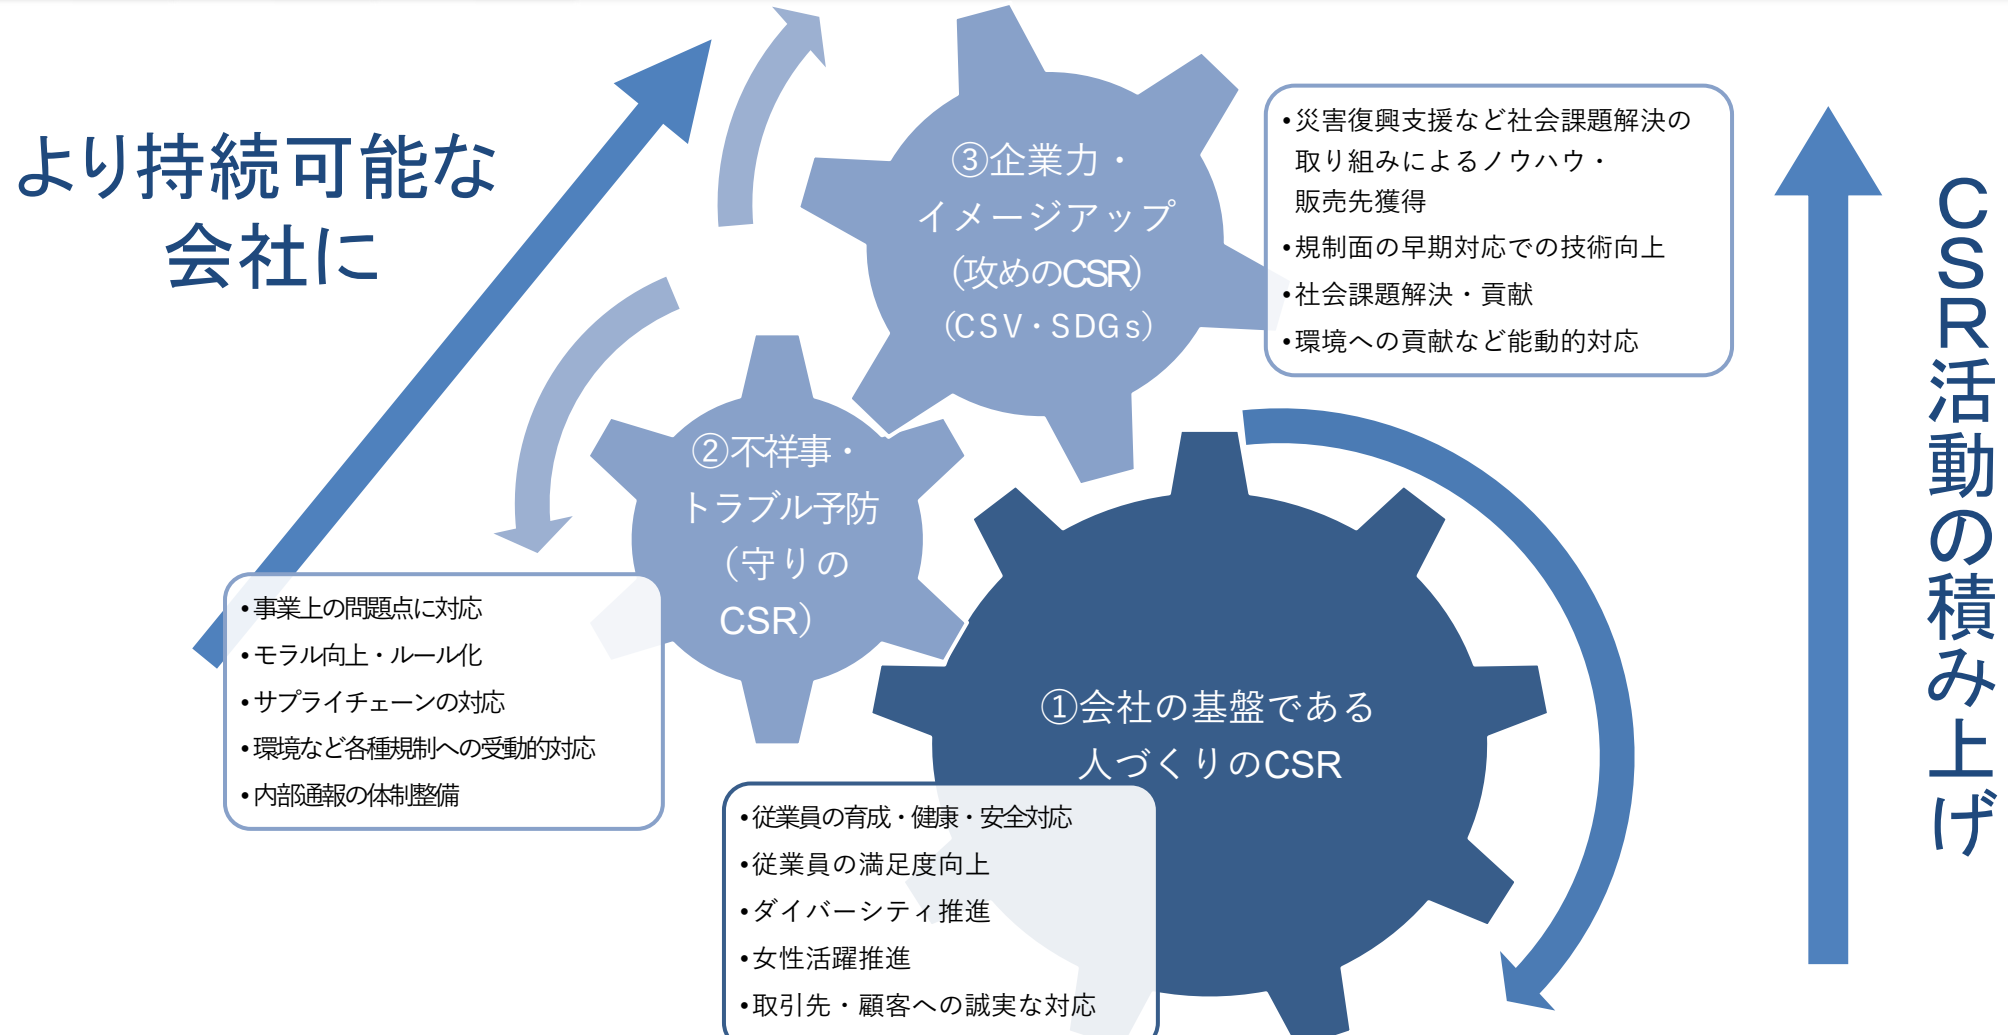 より持続可能な
会社に
③企業力・
イメージアップ
(攻めのCSR)
(CSV・SDGs)
•災害復興支援など社会課題解決の
取り組みによるノウハウ・
販売先獲得
•規制面の早期対応での技術向上
•社会課題解決・貢献
•環境への貢献など能動的対応
②不祥事・
トラブル予防
(守りの
CSR)
•事業上の問題点に対応
•モラル向上・ルール化
•サプライチェーンの対応
•環境など各種規制への受動的対応
•内部通報の体制整備
①会社の基盤である
人づくりのCSR
•従業員の育成・健康・安全対応
•従業員の満足度向上
•ダイバーシティ推進
•女性活躍推進
•取引先・顧客への誠実な対応
CSR活動の積み上げ